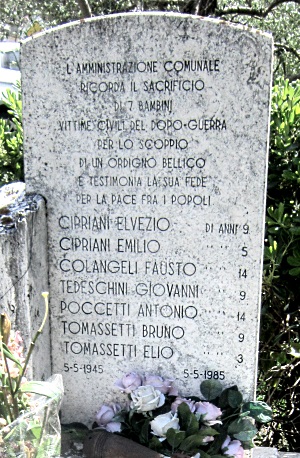 L'AMMINISTRAZIONE COMUNALE
RICORDA IL SACRIFICIO
DI 7 BAMBINI
VITTIME CIVILI DEL DOPO-GUERRA
PER LO SCOPPIO
DI UN ORDIGNO BELLICO
E TESTIMONIA LA SUA FEDE
PER LA PACE FRA I POPOLI
CIPRIANI ELVEZIO DI ANNI 9
CIPRIANI EMILIO " " 5
COLANGELI FAUSTO " " 14
TEDESCHINI GIOVANNI " " 9
POCCETTI ANTONIO " " 14
TOMASSETTI BRUNO " " 9
TOMASSETTI ELIO " " 3
5-5-1945 5-5-1985